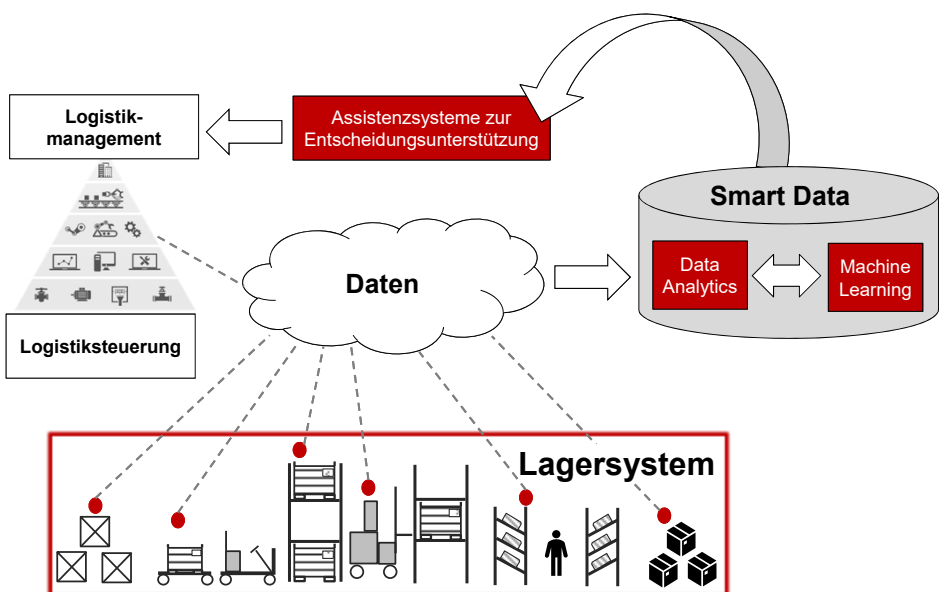 Logistik-
management
Assistenzsysteme zur
Entscheidungsunterstützung
Smart Data
Data
Analytics
Machine
Learning
Daten
Logistiksteuerung
Lagersystem